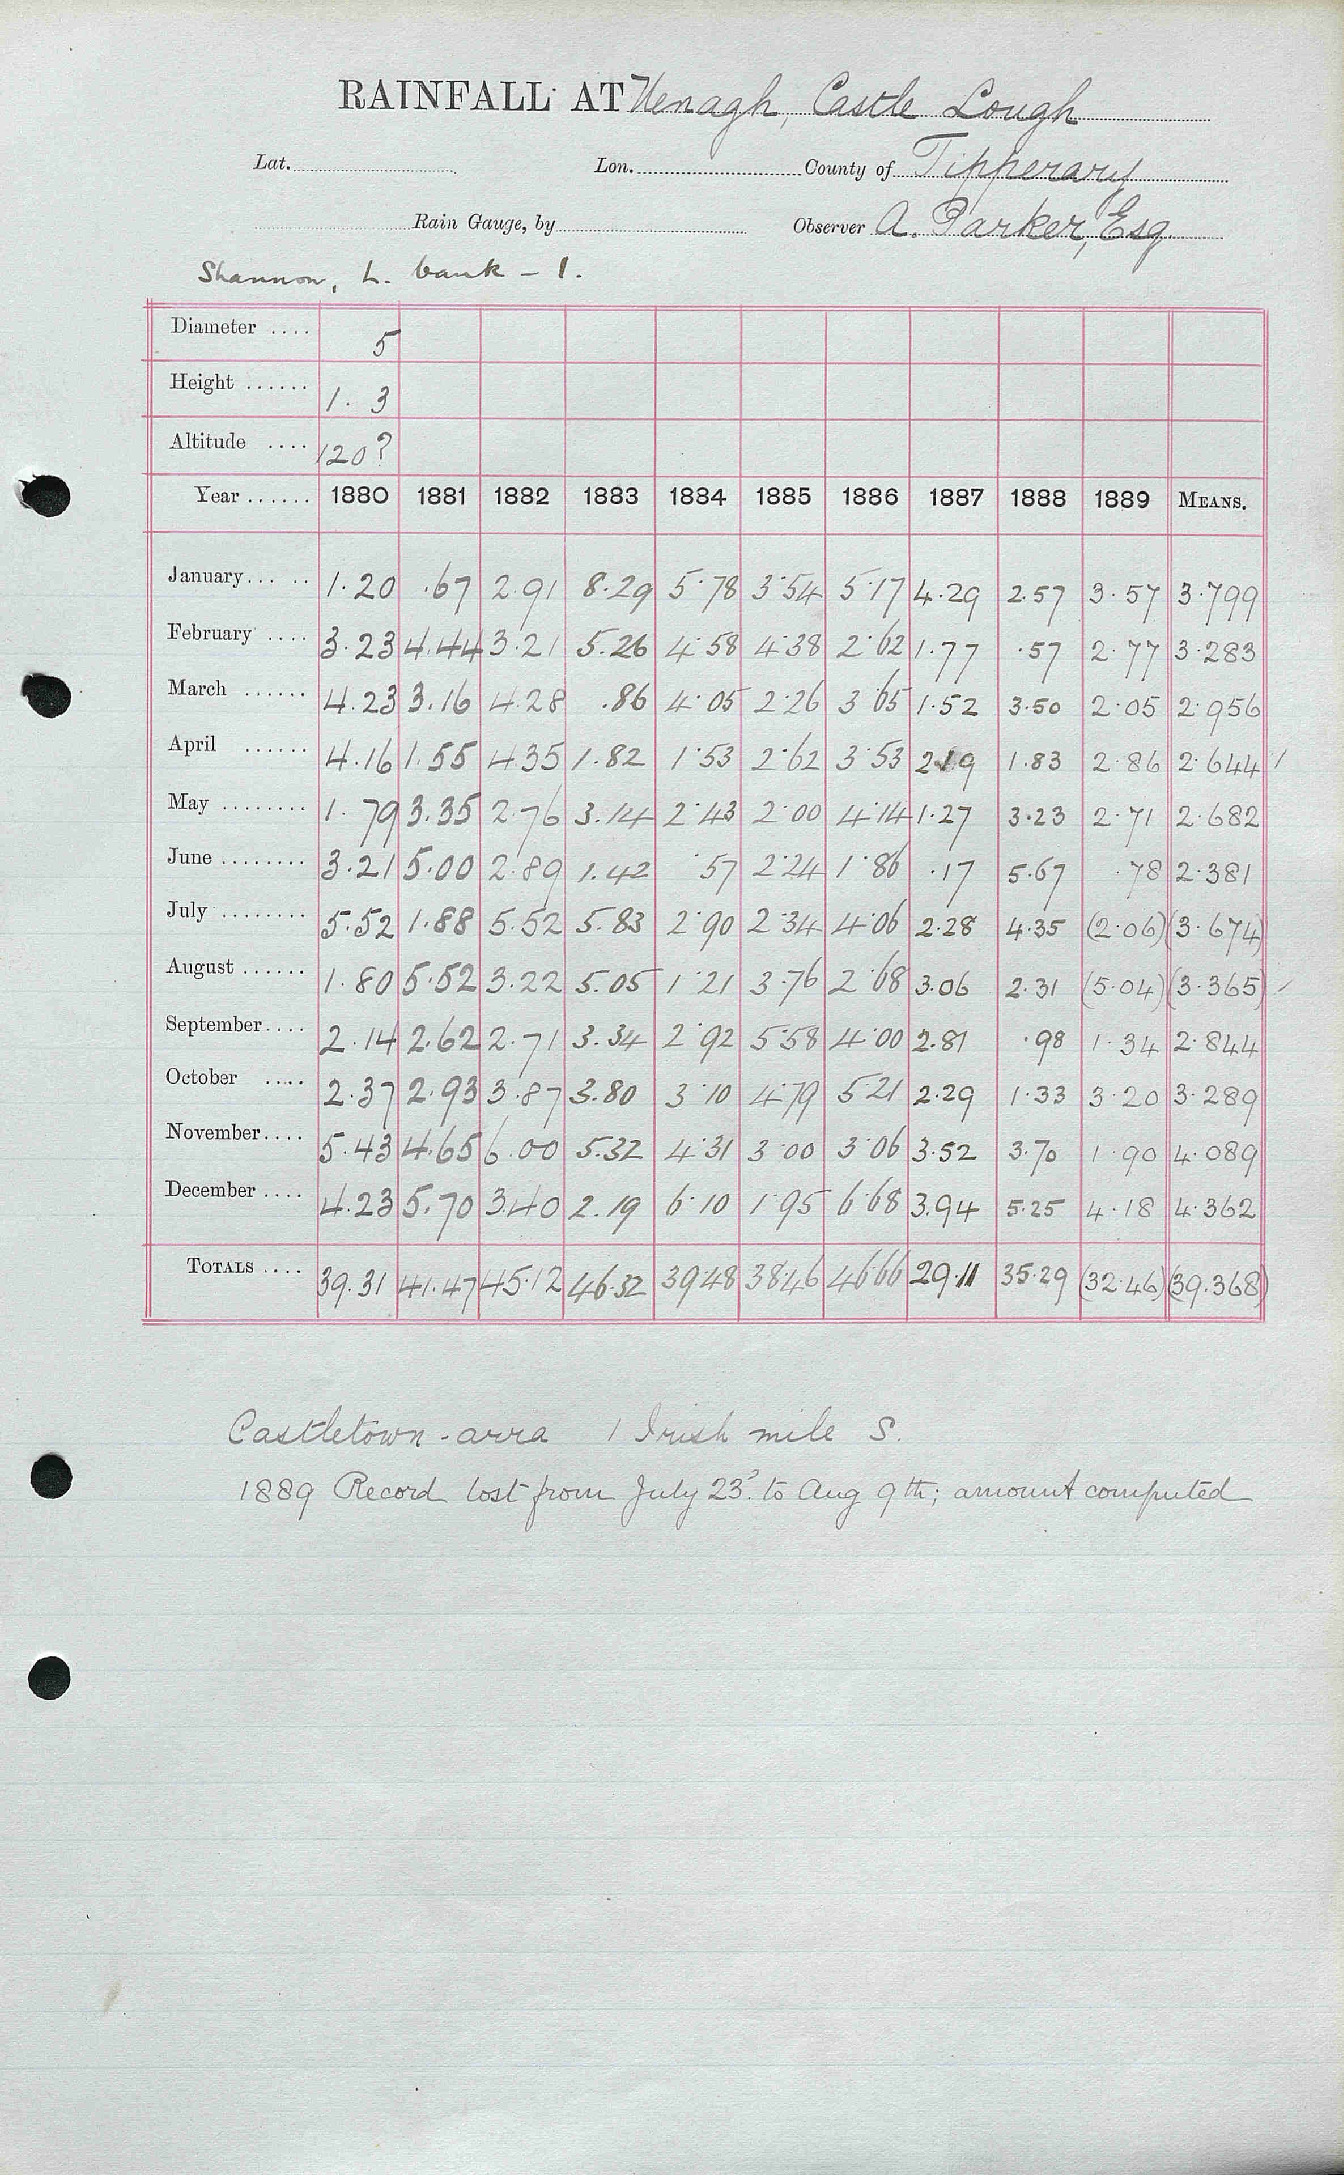 RAINFALL AT Nenagh, Castle Lough
Lat. Lon. County of Tipperary
Rain Gauge, by Observer A. Parker, Esq
Shannon, L. bank - 1.
Diameter .... 5
Height ...... 1. 3
Altitude .... 120?
Year ...... 1880 1881 1882 1883 1884 1885 1886 1887 1888 1889 MEANS.
January... .. 1.20 .67 2.91 8.29 5.78 3.54 5.17 4.29 2.57 3.57 3.799
February .... 3.23 4.44 3.21 5.26 4.58 4.38 2.62 1.77 .57 2.77 3.283
March ...... 4.23 3.16 4.28 .86 4.05 2.26 3.65 1.52 3.50 2.05 2.956
April ...... 4.16 1.55 4.35 1.82 1.53 2.62 3.53 2.19 1.83 2.86 2.644
May ........ 1.79 3.35 2.76 3.14 2.43 2.00 4.14 1.27 3.23 2.71 2.682
June ........ 3.21 5.00 2.89 1.42 .57 2.24 1.86 .17 5.67 .78 2.381
July ........ 5.52 1.88 5.52 5.83 2.90 2.34 4.06 2.28 4.35 (2.06) (3.674)
August ...... 1.80 5.52 3.22 5.05 1.21 3.76 2.68 3.06 2.31 (5.04) (3.365)
September.... 2.14 2.62 2.71 3.34 2.92 5.58 4.00 2.81 .98 1.34 2.844
October ..... 2.37 2.93 3.87 3.80 3.10 4.79 5.21 2.29 1.33 3.20 3.289
November.... 5.43 4.65 6.00 5.32 4.31 3.00 3.06 3.52 3.70 1.90 4.089
December .... 4.23 5.70 3.40 2.19 6.10 1.95 6.68 3.94 5.25 4.18 4.362
TOTALS .... 39.31 41.47 45.12 46.32 39.48 38.46 46.66 29.11 35.29 (32.46) (39.368)
Castletown-arra 1 Irish mile S.
1889 Record lost from July 23rd to Aug 9th; amount computed